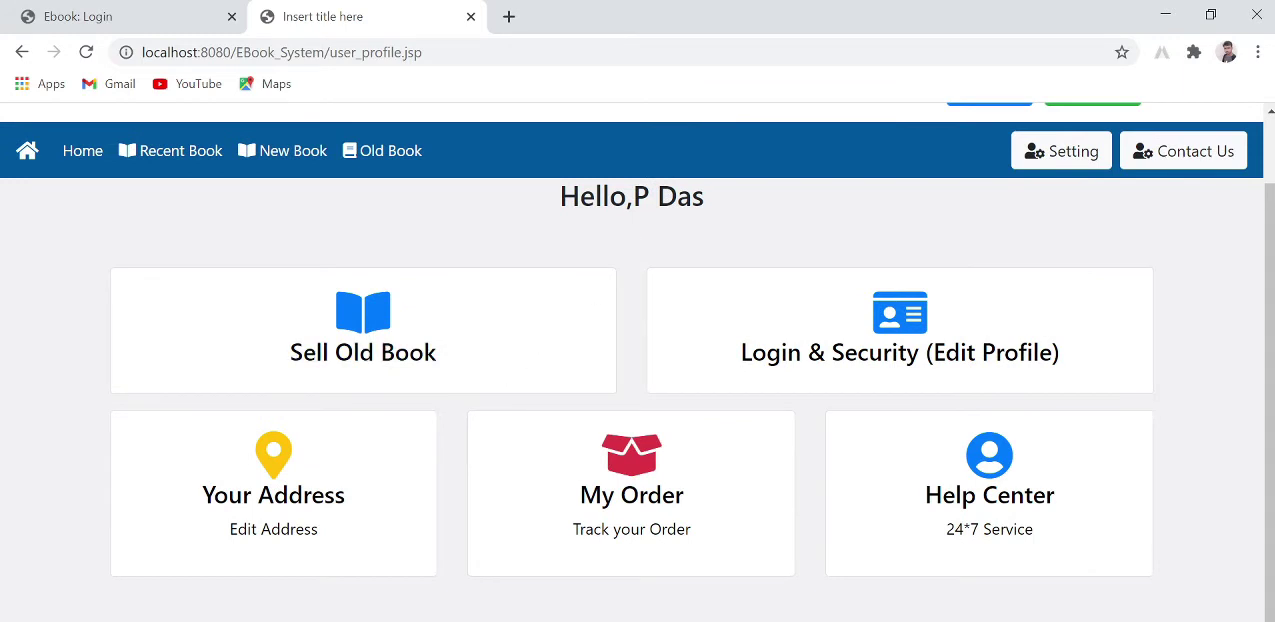 Ebook: Login
Insert title here
localhost:8080/EBook_System/user_profile.jsp
Apps Gmail YouTube Maps
Home Recent Book New Book Old Book Setting Contact Us
Hello,P Das
Sell Old Book
Login & Security (Edit Profile)
Your Address
Edit Address
My Order
Track your Order
Help Center
24*7 Service